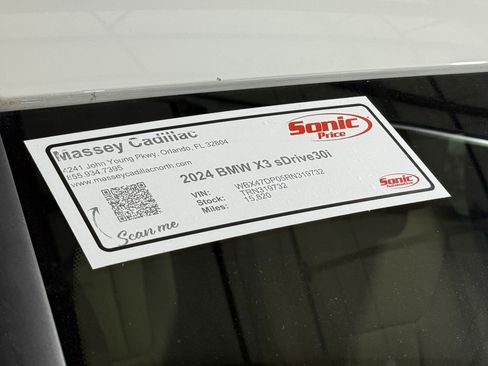 Massey Cadillac
4241 John Young Pkwy, Orlando, FL 32804
855.934.7395
www.masseycadillacnorth.com
Sonic
Price
2024 BMW X3 sDrive30i
VIN: WBX47DP05RN319732
Stock: TRN319732
Miles: 15,820
Scan me
Sonic